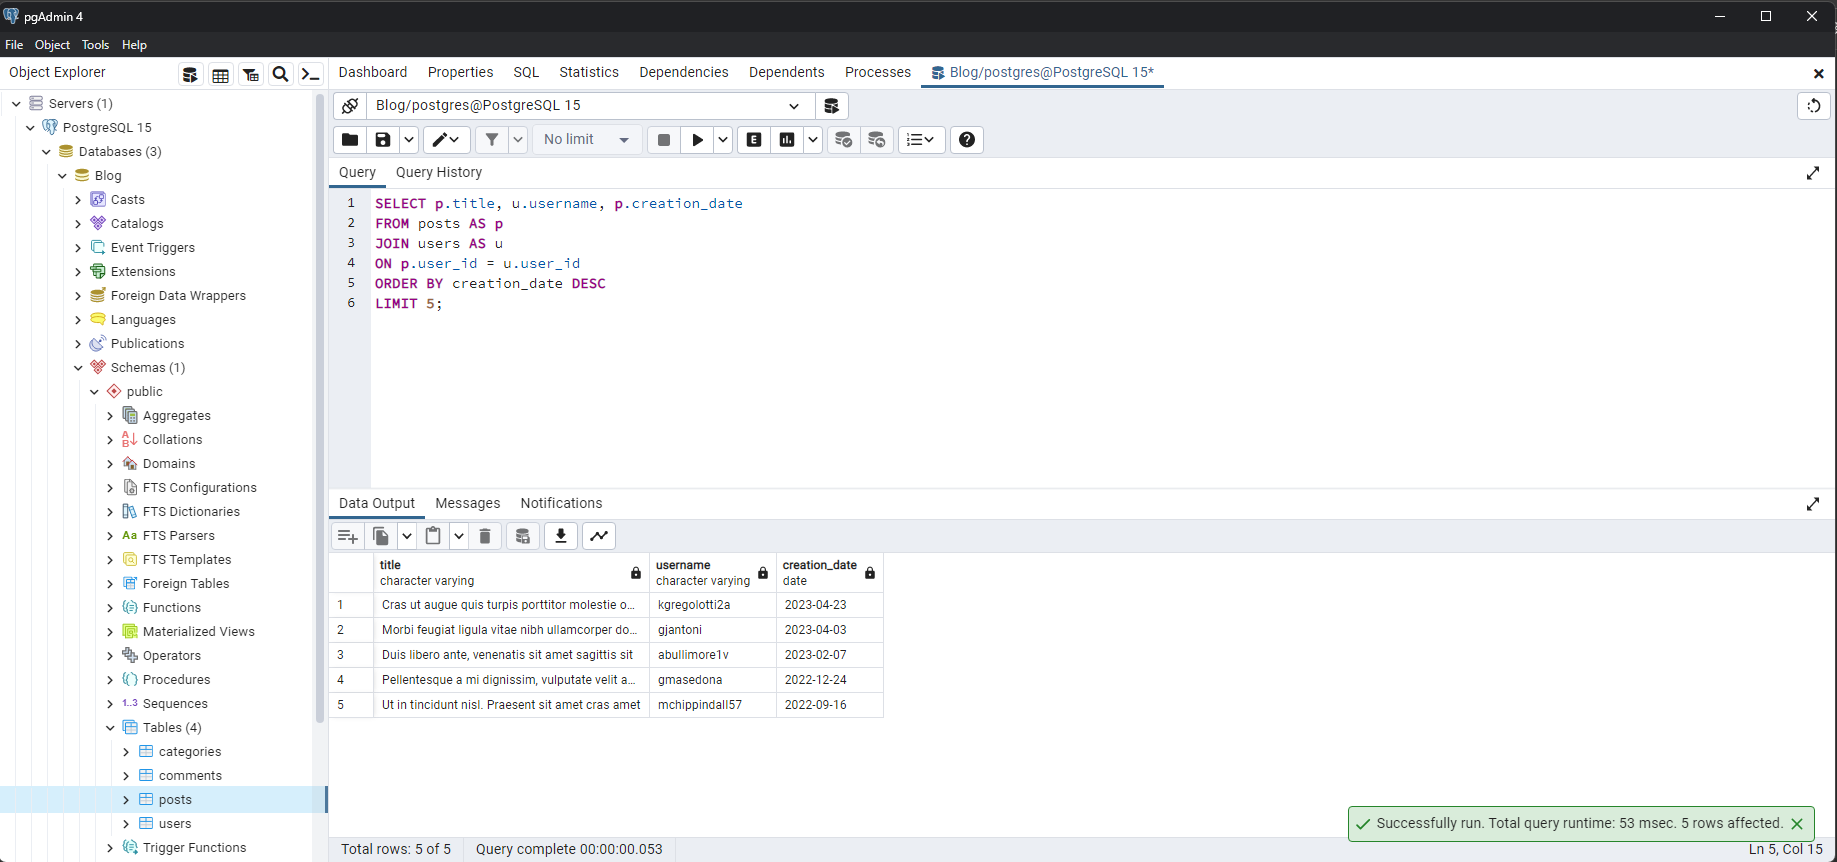 pgAdmin 4
File Object Tools Help
Object Explorer
Dashboard Properties SQL Statistics Dependencies Dependents Processes Blog/postgres@PostgreSQL 15*
Servers (1)
PostgreSQL 15
Databases (3)
Blog
Casts
Catalogs
Event Triggers
Extensions
Foreign Data Wrappers
Languages
Publications
Schemas (1)
public
Aggregates
Collations
Domains
FTS Configurations
FTS Dictionaries
Aa FTS Parsers
FTS Templates
Foreign Tables
Functions
Materialized Views
Operators
Procedures
1..3 Sequences
Tables (4)
categories
comments
posts
users
Trigger Functions
Blog/postgres@PostgreSQL 15
No limit E
Query Query History
1 SELECT p.title, u.username, p.creation_date
2 FROM posts AS p
3 JOIN users AS u
4 ON p.user_id = u.user_id
5 ORDER BY creation_date DESC
6 LIMIT 5;
Data Output Messages Notifications
title username creation_date
character varying character varying date
1 Cras ut augue quis turpis porttitor molestie o... kgregolotti2a 2023-04-23
2 Morbi feugiat ligula vitae nibh ullamcorper do... gjantoni 2023-04-03
3 Duis libero ante, venenatis sit amet sagittis sit abullimore1v 2023-02-07
4 Pellentesque a mi dignissim, vulputate velit a... gmasedona 2022-12-24
5 Ut in tincidunt nisl. Praesent sit amet cras amet mchippindall57 2022-09-16
Successfully run. Total query runtime: 53 msec. 5 rows affected.
Total rows: 5 of 5 Query complete 00:00:00.053 Ln 5, Col 15